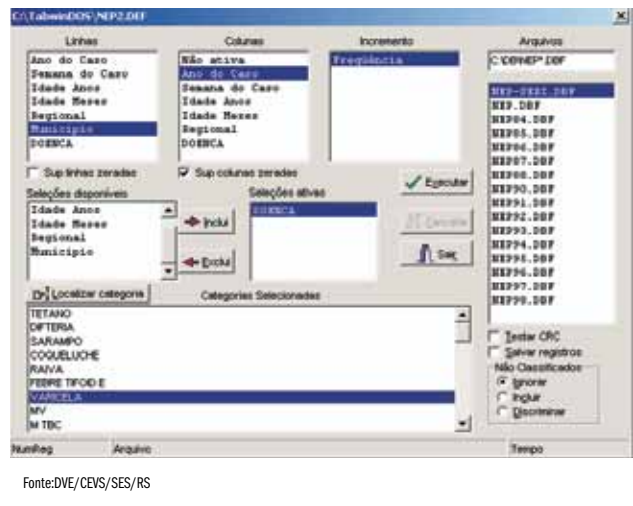 C:\TabwinDOS\NEP2.DEF
Linhas
Ano do Caso
Semana do Caso
Idade Anos
Idade Meses
Regional
Municipio
DOENCA
Sup linhas zeradas
Colunas
Não ativa
Ano do Caso
Semana do Caso
Idade Anos
Idade Meses
Regional
Municipio
DOENCA
Sup colunas zeradas
Incremento
Freqüência
Seleções disponíveis
Idade Anos
Idade Meses
Regional
Municipio
Inclui
Exclui
Seleções ativas
DOENCA
Executar
Sair
Localizar categoria
Categorias Selecionadas
TETANO
DIFTERIA
SARAMPO
COQUELUCHE
RAIVA
FEBRE TIFOID E
VARICELA
MV
M TBC
Arquivos
NEP.DBF
NEP04.DBF
NEP05.DBF
NEP06.DBF
NEP07.DBF
NEP08.DBF
NEP90.DBF
NEP91.DBF
NEP92.DBF
NEP93.DBF
NEP94.DBF
NEP95.DBF
NEP96.DBF
NEP97.DBF
NEP98.DBF
Testar CRC
Salvar registros
Não Classificados
Ignorar
Incluir
Discriminar
NumReg
Arquivo
Tempo
Fonte:DVE/CEVS/SES/RS